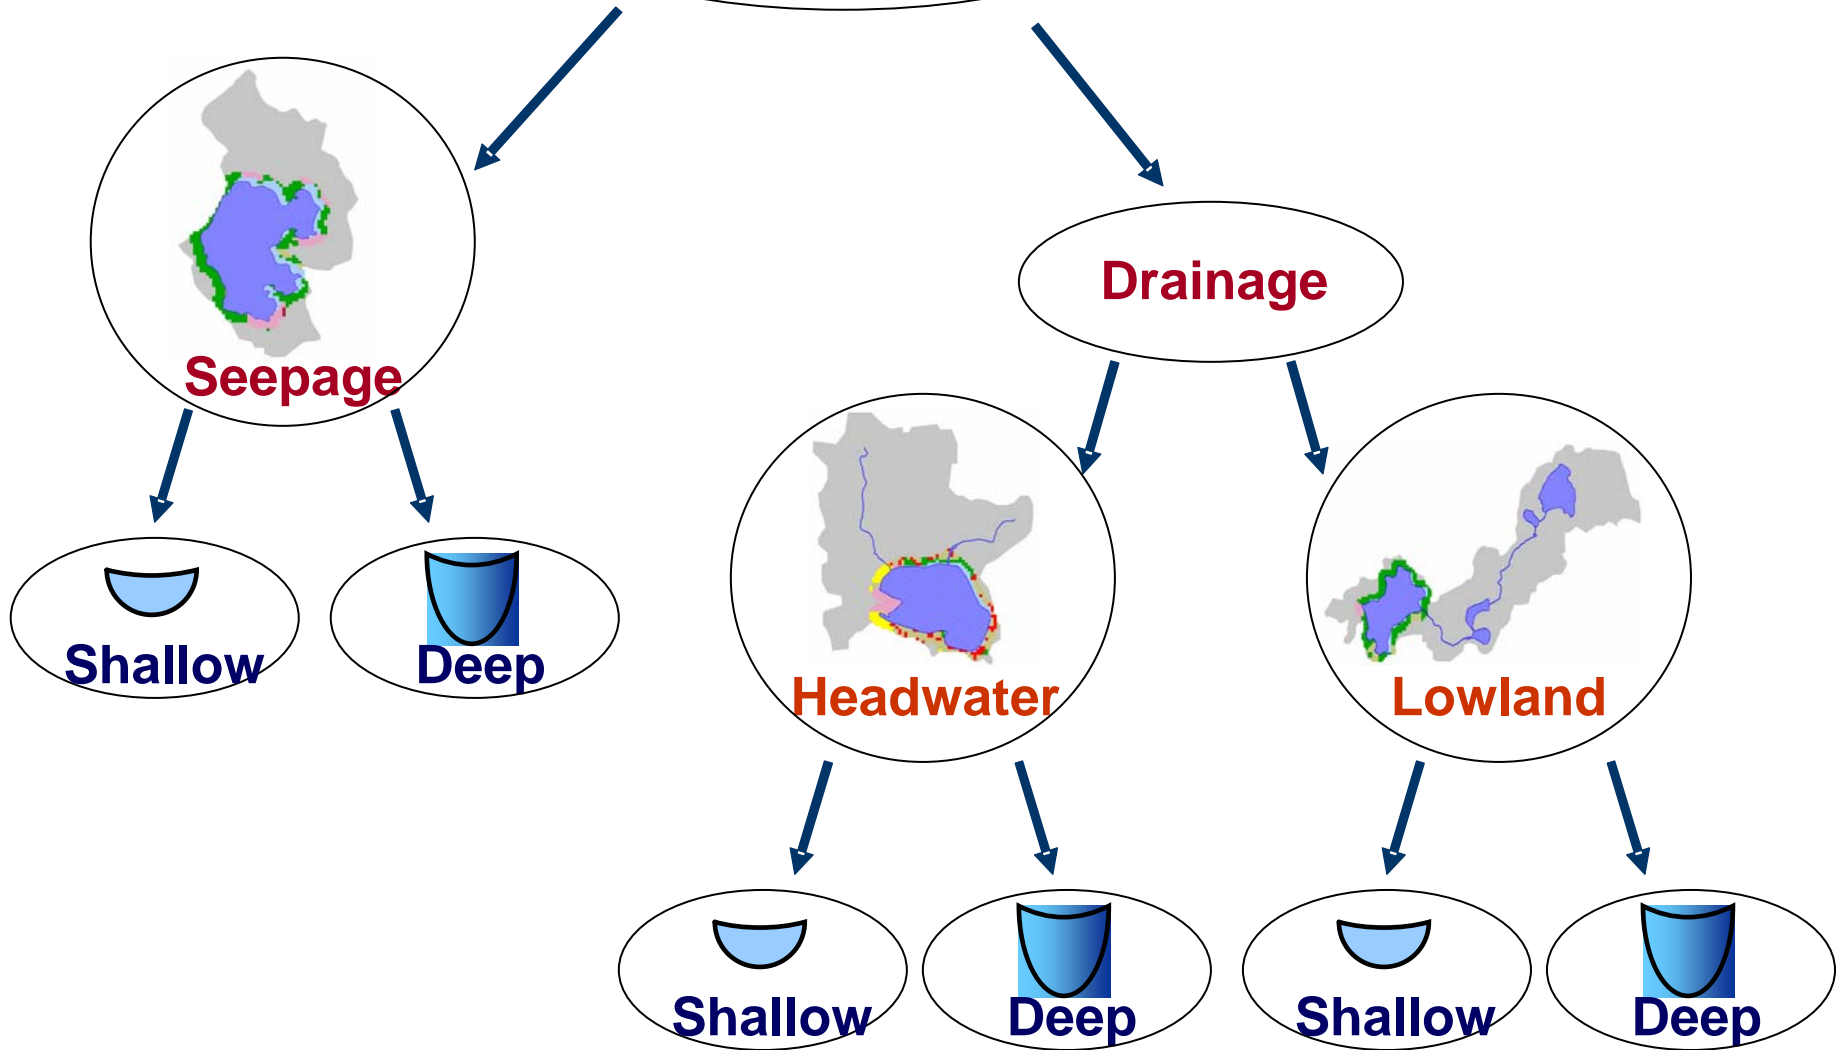 Drainage
Seepage
Shallow
Deep
Headwater
Lowland
Shallow
Deep
Shallow
Deep